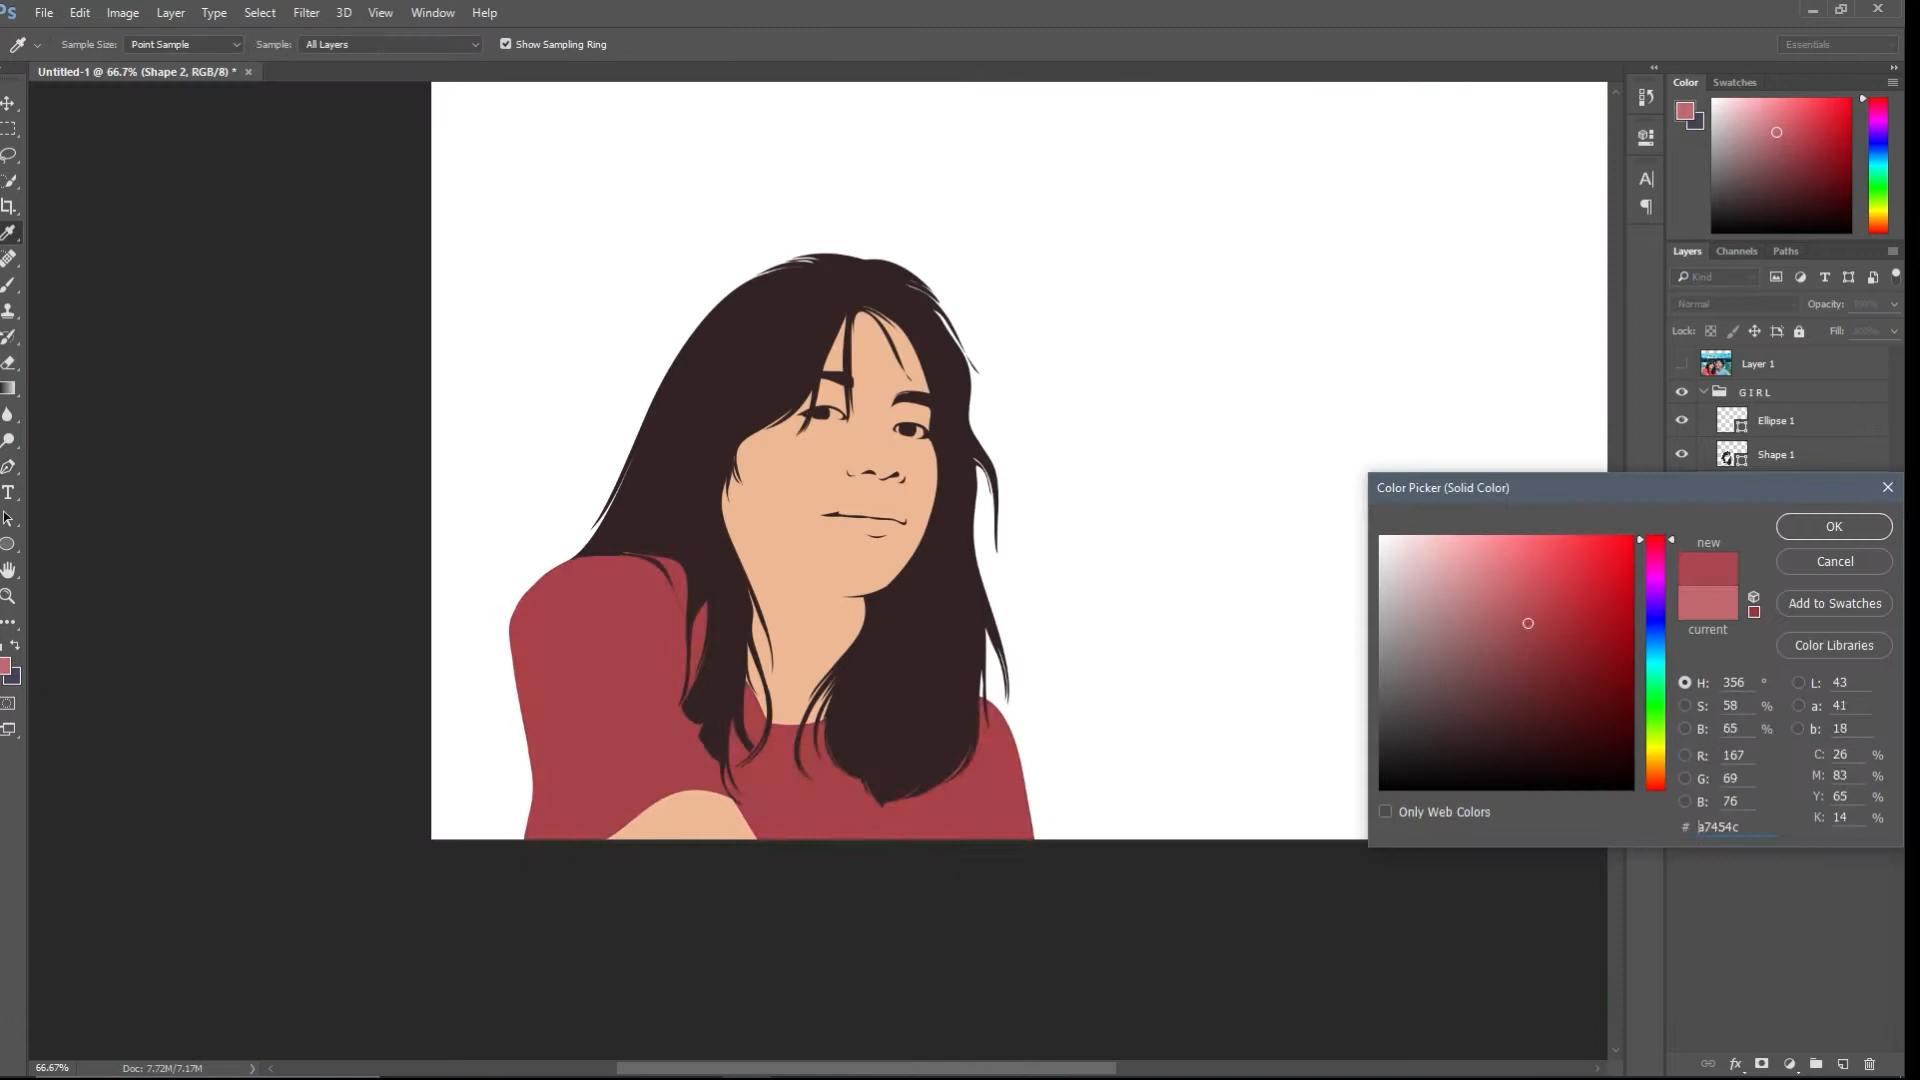 Ps File Edit Image Layer Type Select Filter 3D View Window Help
Sample Size: Point Sample Sample: All Layers Show Sampling Ring Essentials
Untitled-1 @ 66.7% (Shape 2, RGB/8) *
Color Swatches
Layers Channels Paths
Kind
Normal Opacity: 100%
Lock: Fill: 100%
Layer 1
GIRL
Ellipse 1
Shape 1
Color Picker (Solid Color)
new
current
OK
Cancel
Add to Swatches
Color Libraries
H: 356 ° L: 43
S: 58 % a: 41
B: 65 % b: 18
R: 167 C: 26 %
G: 69 M: 83 %
B: 76 Y: 65 %
K: 14 %
# a7454c
Only Web Colors
66.67% Doc: 7.72M/7.17M